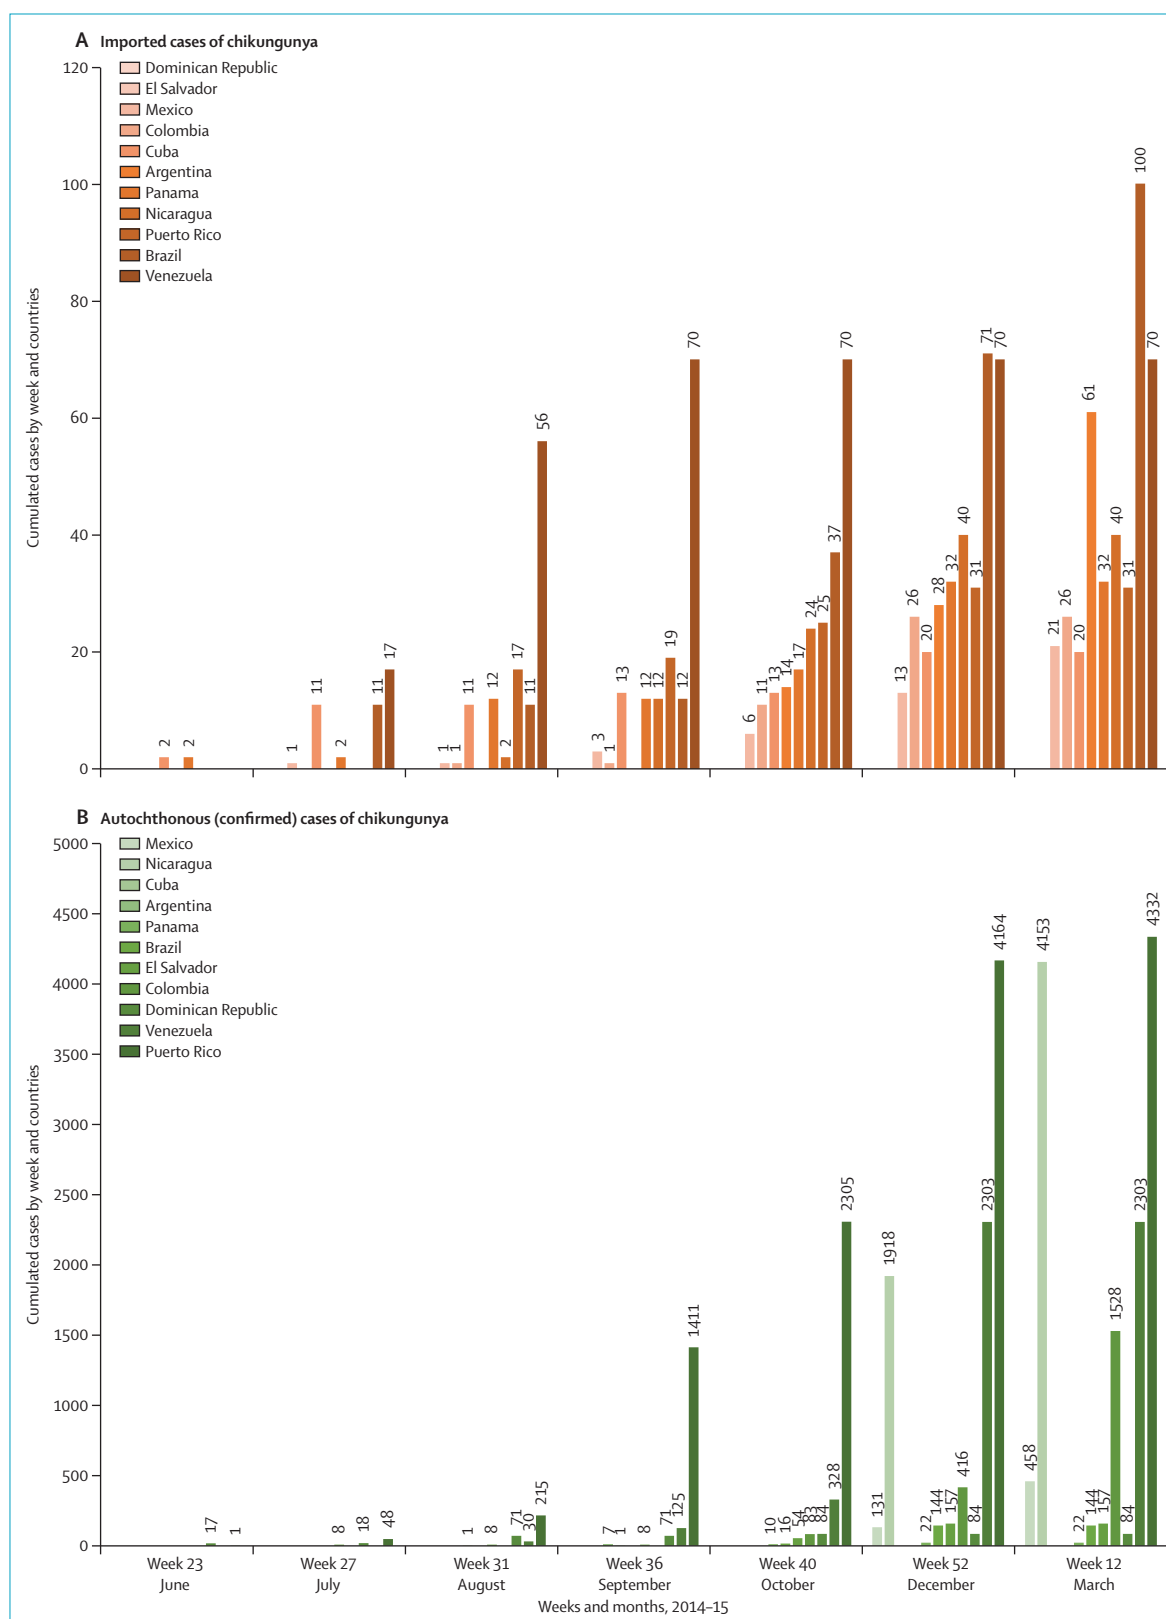 A Imported cases of chikungunya
Dominican Republic
El Salvador
Mexico
Colombia
Cuba
Argentina
Panama
Nicaragua
Puerto Rico
Brazil
Venezuela
Cumulated cases by week and countries
120
100
80
60
40
20
0
2 2
1 11 2 11 17
1 1 11 12 2 17 11 56
3 1 13 12 12 19 12 70
6 11 13 14 17 24 25 37 70
13 26 20 28 32 40 31 71 70
21 26 20 61 32 40 31 100 70
B Autochthonous (confirmed) cases of chikungunya
Mexico
Nicaragua
Cuba
Argentina
Panama
Brazil
El Salvador
Colombia
Dominican Republic
Venezuela
Puerto Rico
Cumulated cases by week and countries
5000
4500
4000
3500
3000
2500
2000
1500
1000
500
0
17 1
8 18 48
1 8 71 30 215
7 1 8 71 125 1411
10 16 54 83 84 328 2305
131 1918 22 144 157 416 84 2303 4164
458 4153 22 144 157 1528 84 2303 4332
Week 23 Week 27 Week 31 Week 36 Week 40 Week 52 Week 12
June July August September October December March
Weeks and months, 2014–15